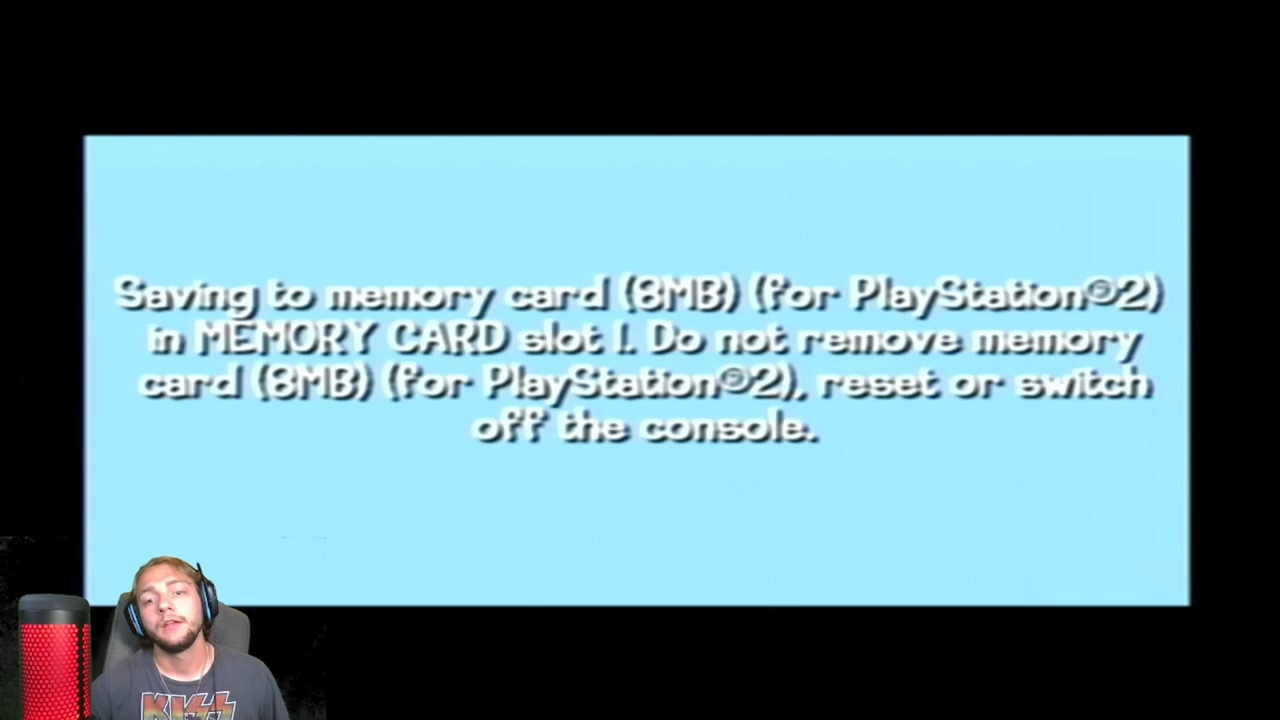 Saving to memory card (8MB) (for PlayStation®2)
in MEMORY CARD slot 1. Do not remove memory
card (8MB) (for PlayStation®2), reset or switch
off the console.
KISS